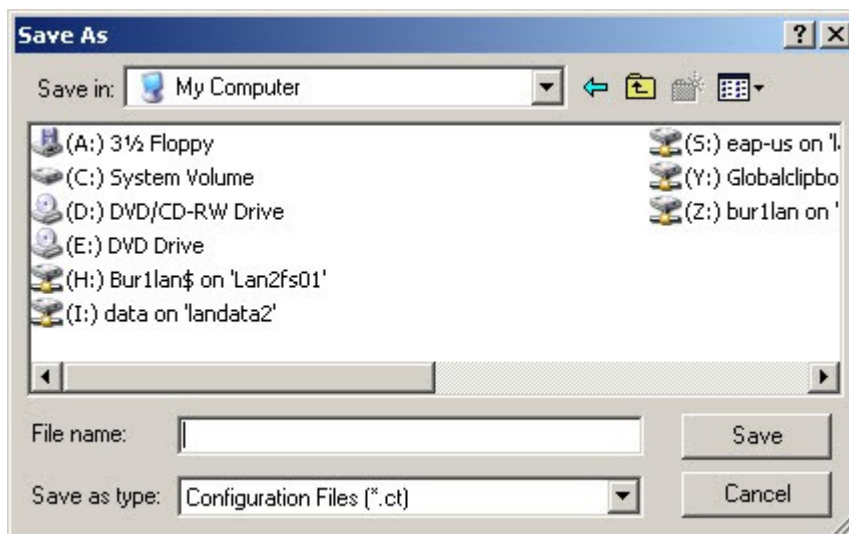 Save As
Save in: My Computer
(A:) 3½ Floppy
(C:) System Volume
(D:) DVD/CD-RW Drive
(E:) DVD Drive
(H:) Bur1lan$ on 'Lan2fs01'
(I:) data on 'landata2'
(S:) eap-us on
(Y:) Globalclipbo
(Z:) bur1lan on '
File name:
Save
Save as type: Configuration Files (*.ct)
Cancel